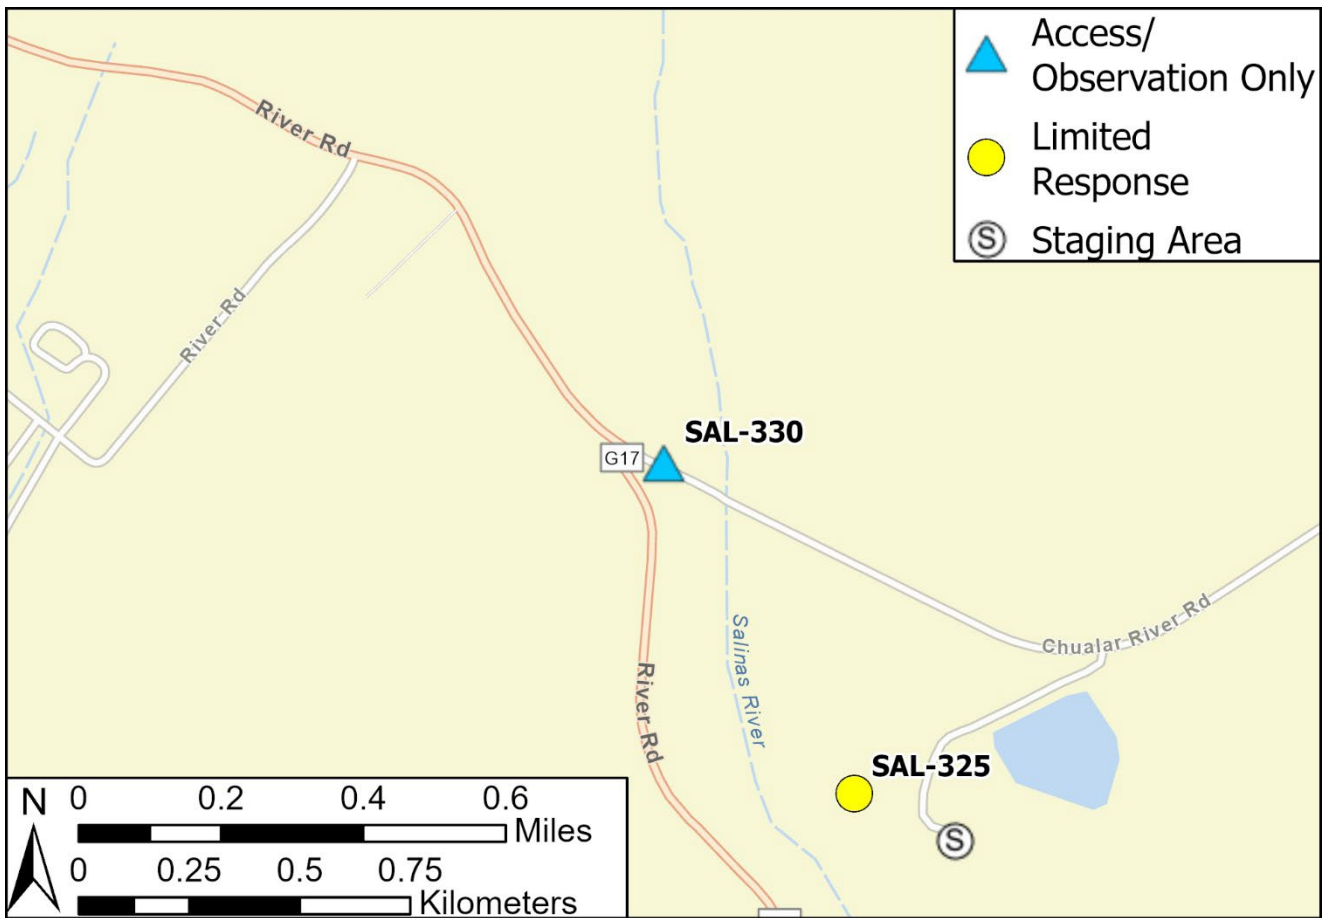 Access/
Observation Only
Limited
Response
S Staging Area
River Rd
River Rd
SAL-330
G17
Chualar River Rd
Salinas River
River Rd
SAL-325
S
N 0 0.2 0.4 0.6
Miles
0 0.25 0.5 0.75
Kilometers